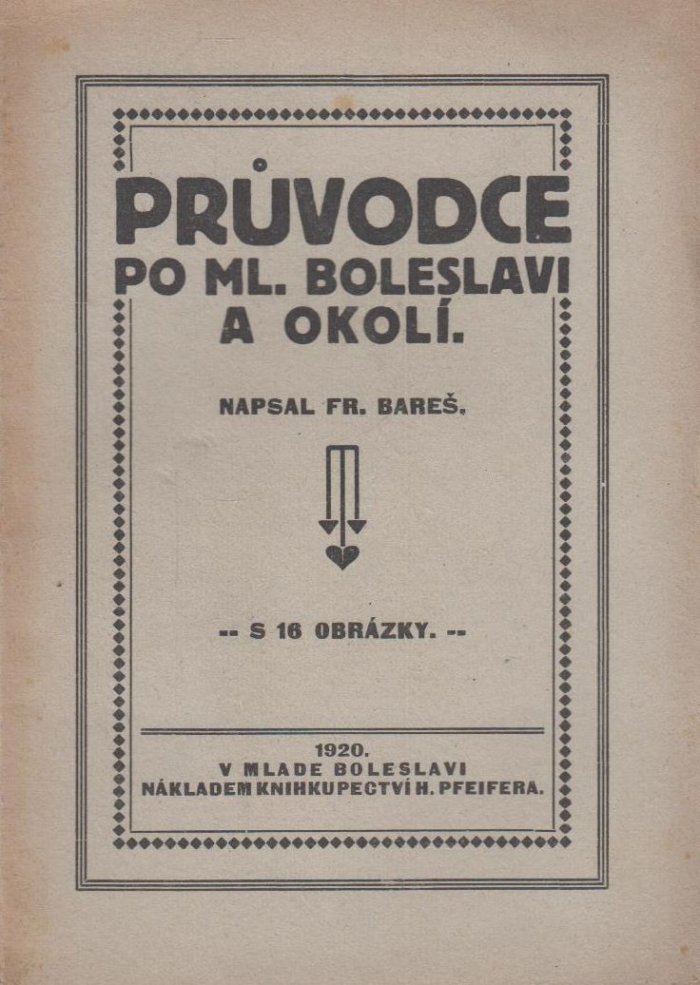 PRŮVODCE
PO ML. BOLESLAVI
A OKOLÍ.
NAPSAL FR. BAREŠ.
-- S 16 OBRÁZKY. --
1920.
V MLADE BOLESLAVI
NÁKLADEM KNIHKUPECTVÍ H. PFEIFERA.